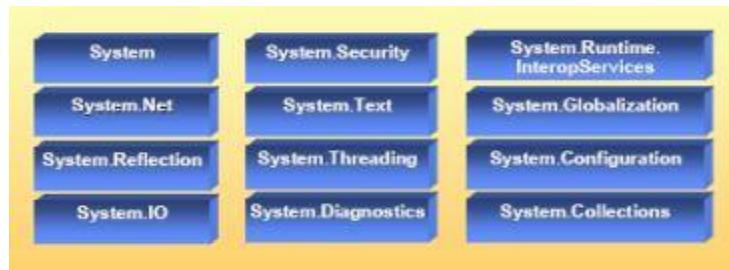 System
System.Security
System.Runtime.
InteropServices
System.Net
System.Text
System.Globalization
System.Reflection
System.Threading
System.Configuration
System.IO
System.Diagnostics
System.Collections